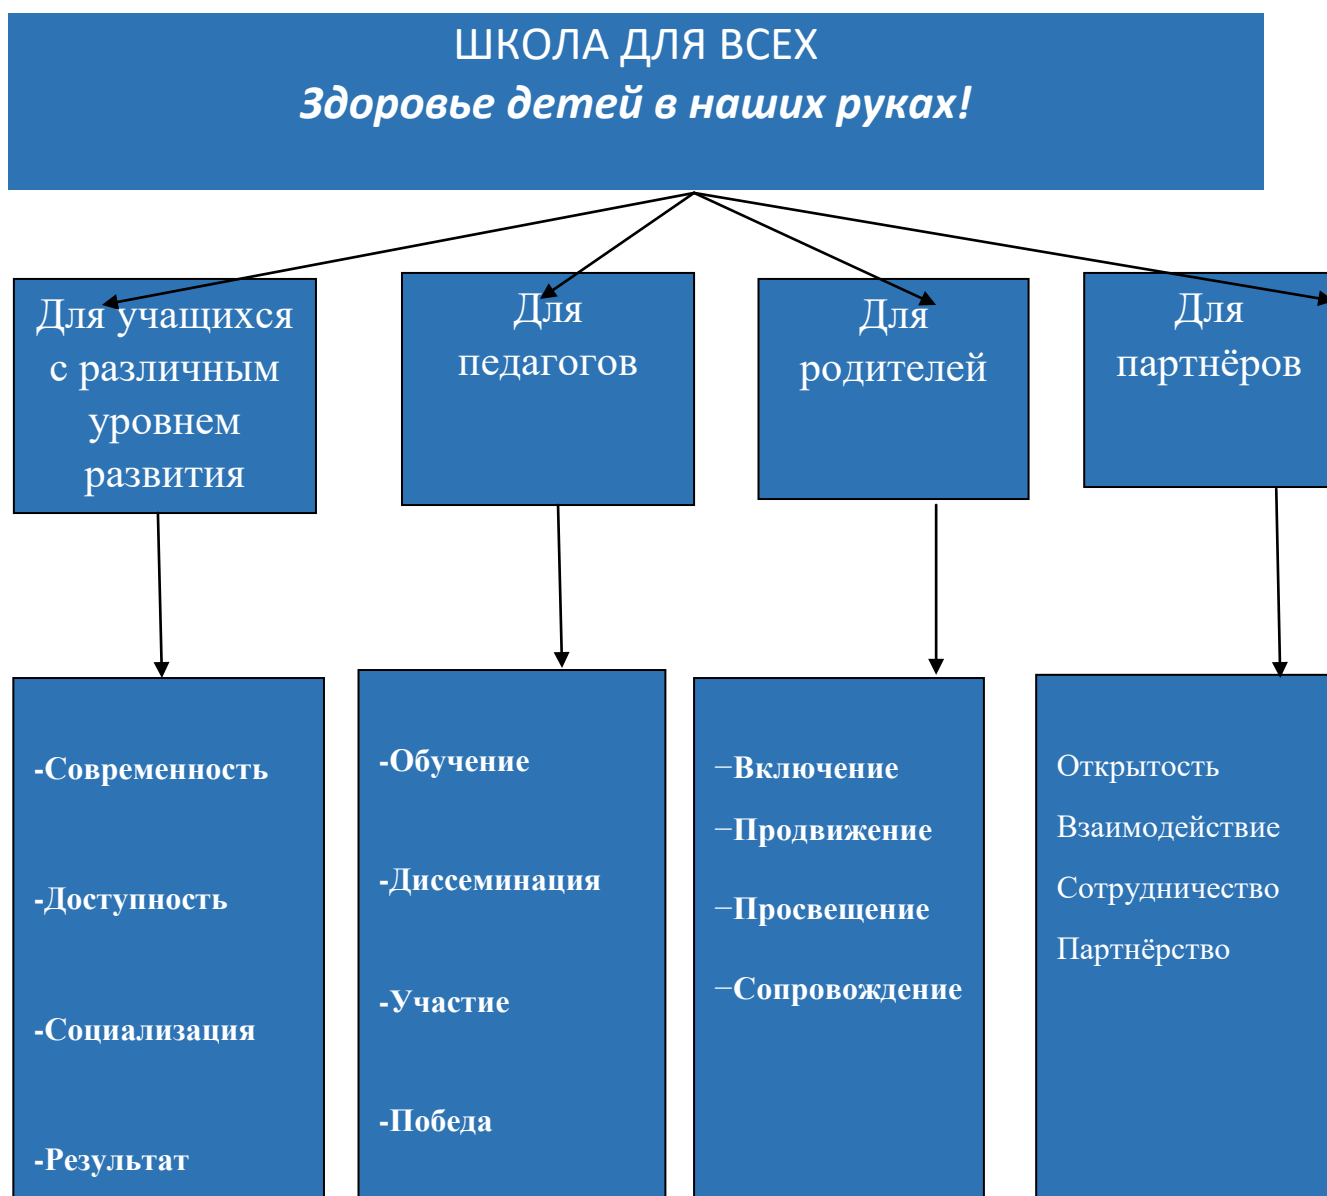 ШКОЛА ДЛЯ ВСЕХ
Здоровье детей в наших руках!
Для учащихся
с различным
уровнем
развития
Для
педагогов
Для
родителей
Для
партнёров
-Современность
-Доступность
-Социализация
-Результат
-Обучение
-Диссеминация
-Участие
-Победа
−Включение
−Продвижение
−Просвещение
−Сопровождение
Открытость
Взаимодействие
Сотрудничество
Партнёрство